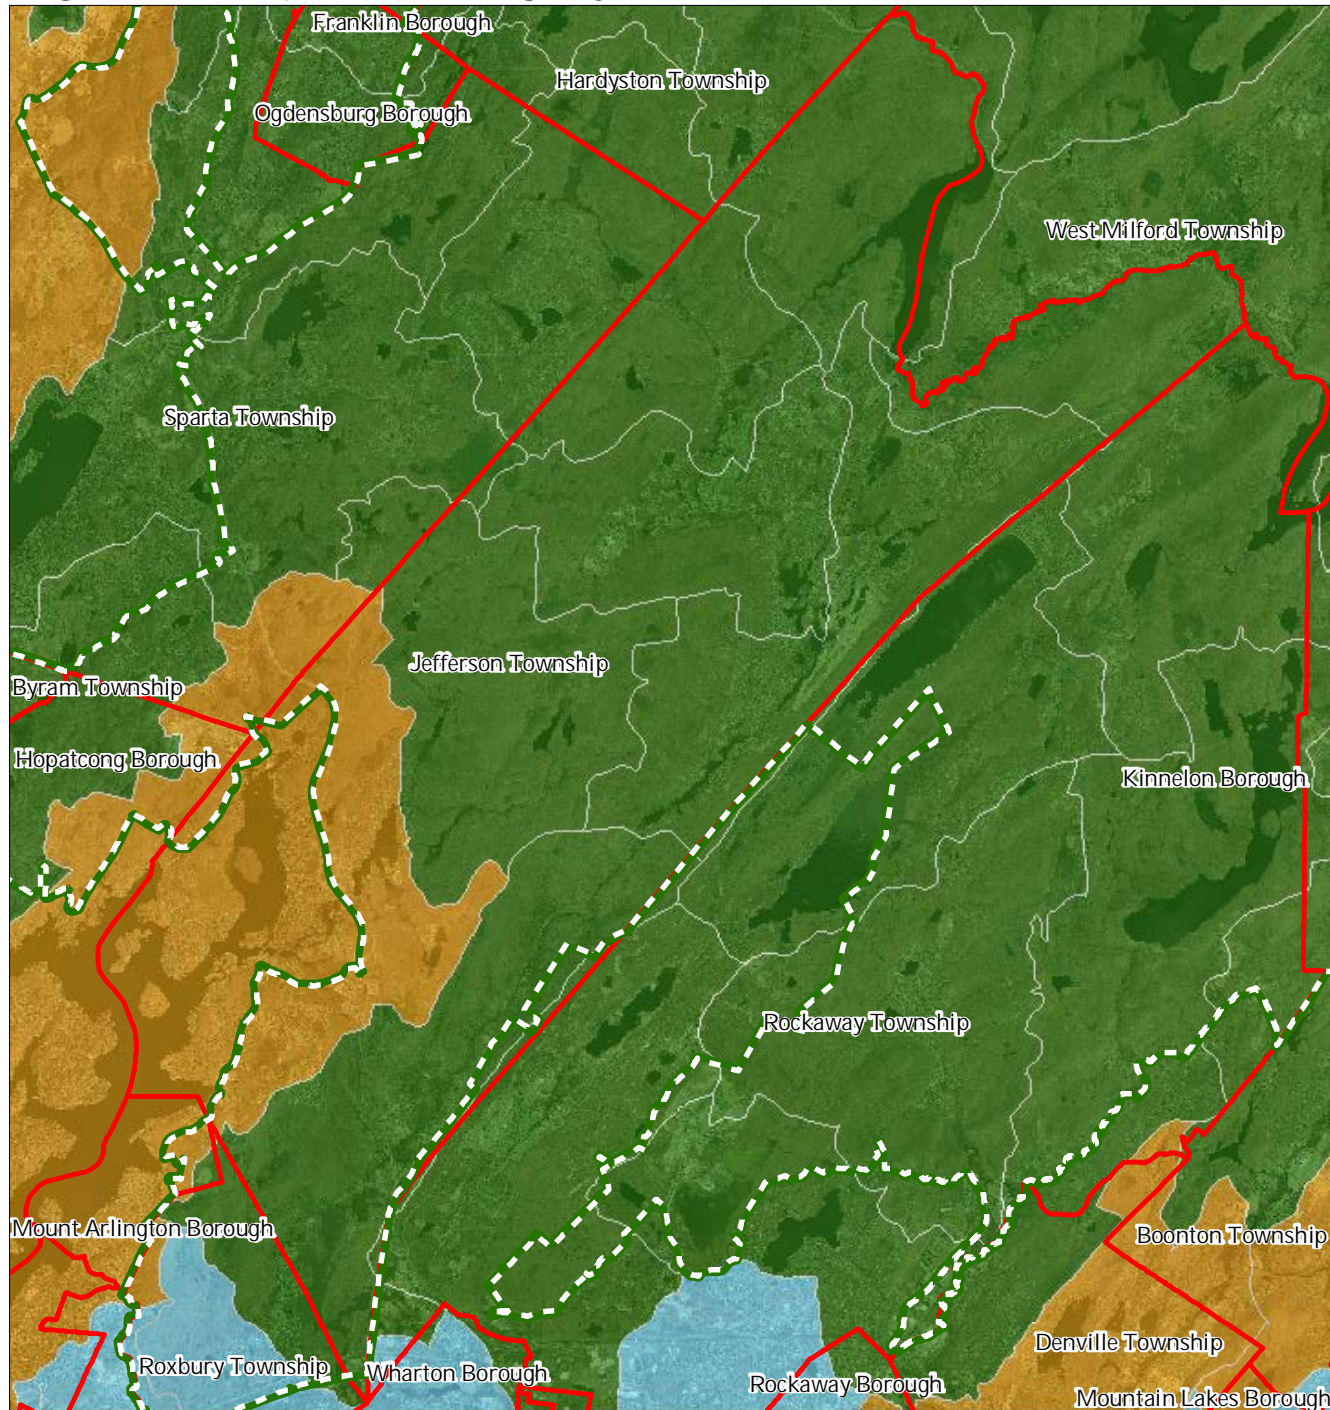 Franklin Borough
Hardyston Township
Ogdensburg Borough
West Milford Township
Sparta Township
Jefferson Township
Byram Township
Hopatcong Borough
Kinnelon Borough
Rockaway Township
Mount Arlington Borough
Boonton Township
Denville Township
Roxbury Township
Wharton Borough
Rockaway Borough
Mountain Lakes Borough